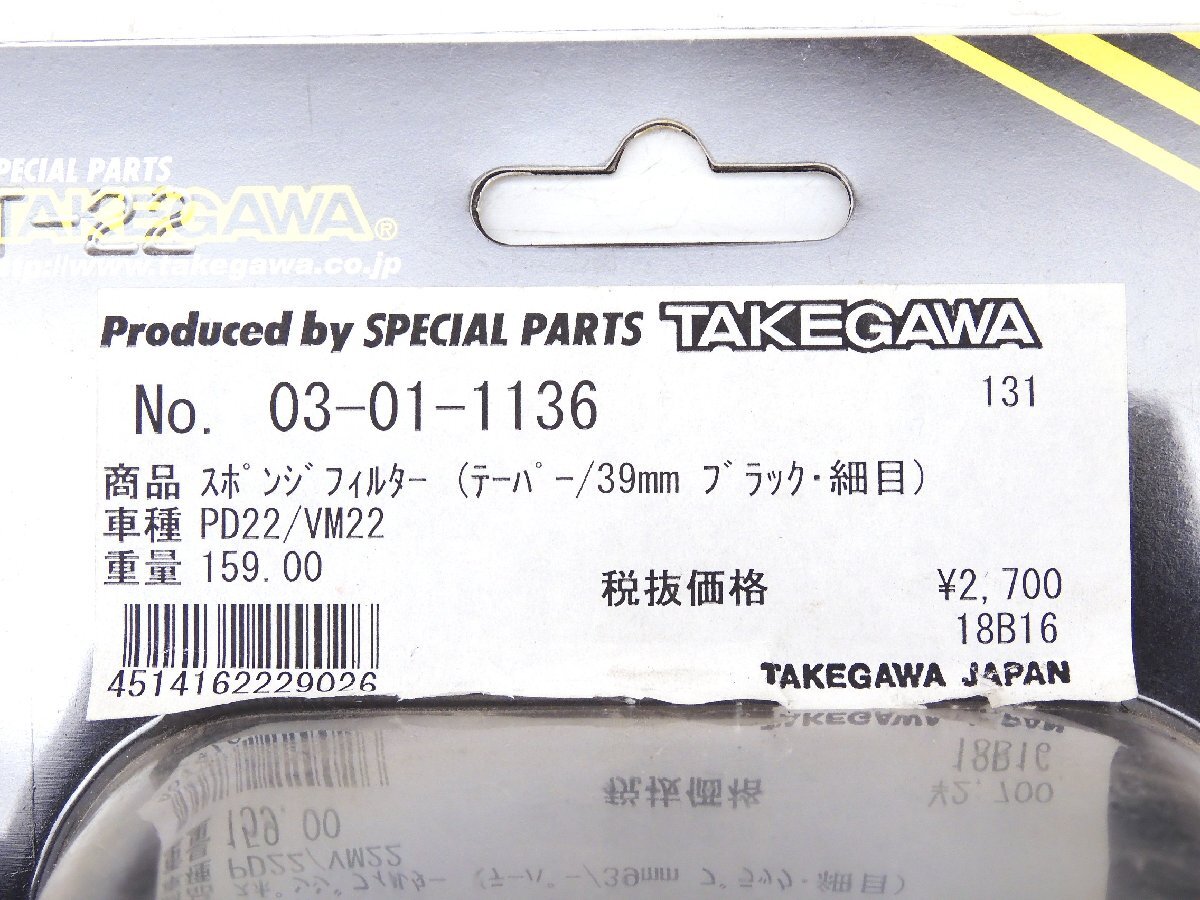 SPECIAL PARTS
TAKEGAWA®
-22
http://www.takegawa.co.jp
Produced by SPECIAL PARTS TAKEGAWA
No. 03-01-1136 131
商品 ｽﾎﾟﾝｼﾞﾌｨﾙﾀｰ (ﾃｰﾊﾟｰ/39mm ﾌﾞﾗｯｸ・細目)
車種 PD22/VM22
重量 159.00
税抜価格 ¥2,700
18B16
4514162229026
TAKEGAWA JAPAN